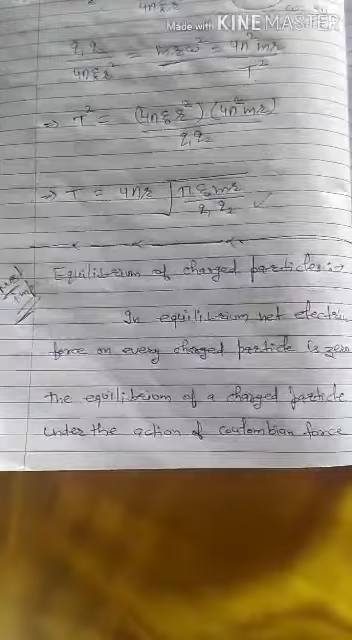 Made with KINEMASTER
q₁q₂ / 4πε₀r² = mrω² = 4π²mr / T²
⇒ T² = (4πε₀r²)(4π²mr) / q₁q₂
⇒ T = 4πr √(πε₀mr / q₁q₂) ✓
Equilibrium of charged particles :-
In equilibrium net electric
force on every charged particle is zero
the equilibrium of a charged particle
under the action of coulombian force